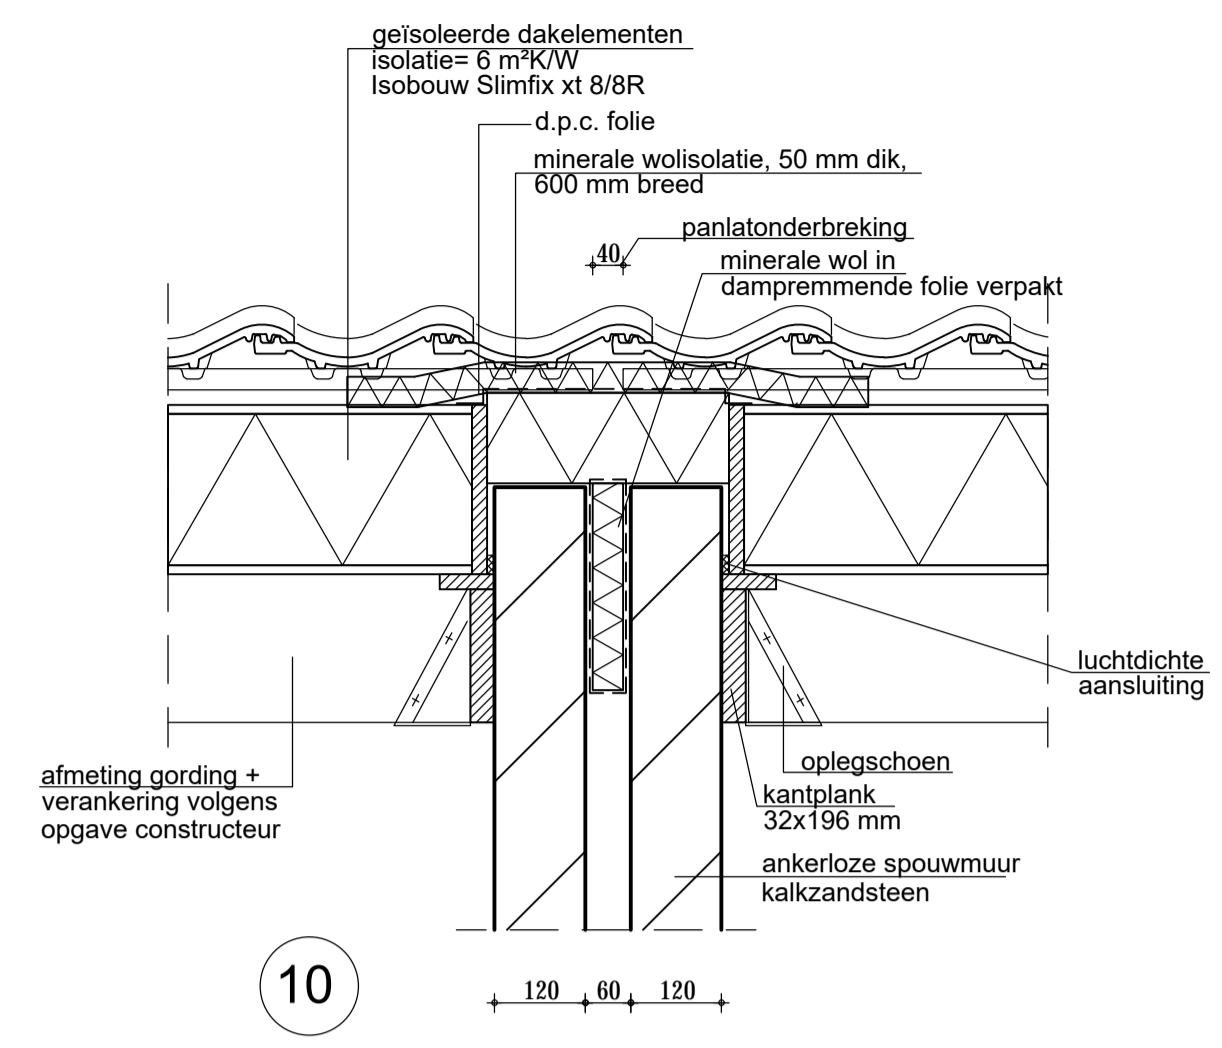 geïsoleerde dakelementen
isolatie= 6 m²K/W
Isobouw Slimfix xt 8/8R
d.p.c. folie
minerale wolisolatie, 50 mm dik,
600 mm breed
panlatonderbreking
40
minerale wol in
dampremmende folie verpakt
luchtdichte
aansluiting
oplegschoen
kantplank
32x196 mm
afmeting gording +
verankering volgens
opgave constructeur
ankerloze spouwmuur
kalkzandsteen
10
120
60
120